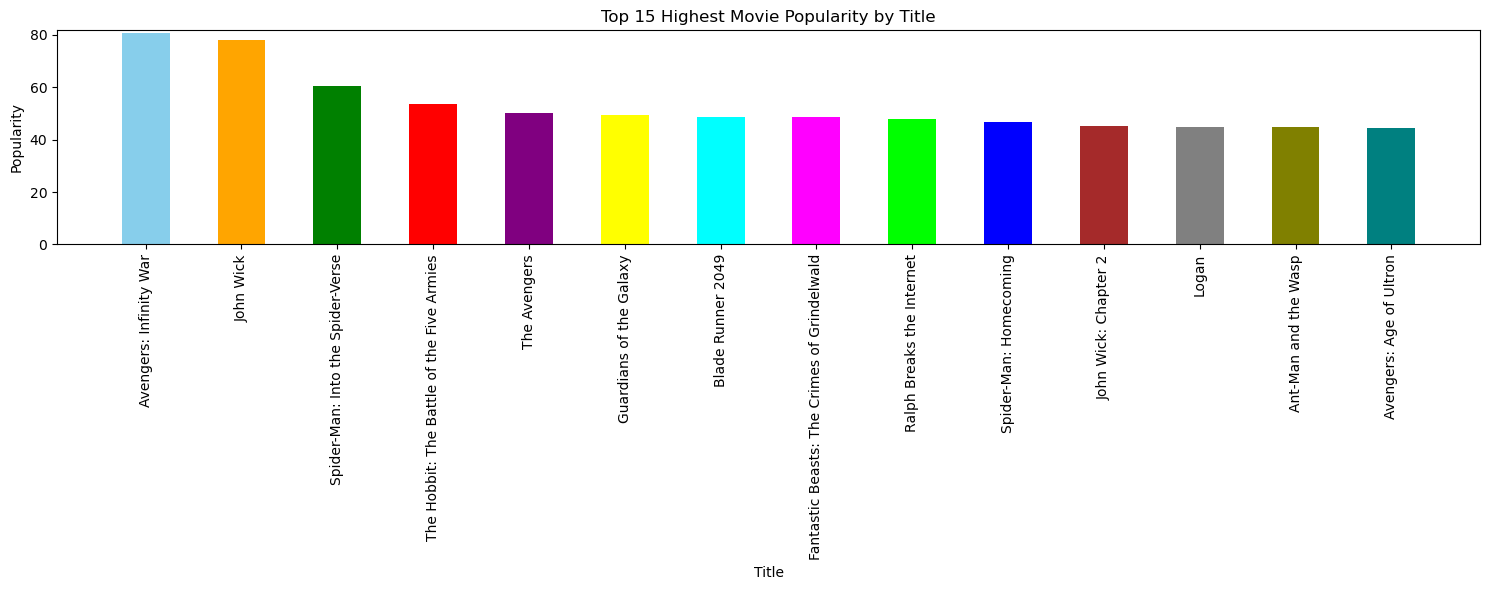 Top 15 Highest Movie Popularity by Title
Popularity
80
60
40
20
0
Avengers: Infinity War
John Wick
Spider-Man: Into the Spider-Verse
The Hobbit: The Battle of the Five Armies
The Avengers
Guardians of the Galaxy
Blade Runner 2049
Fantastic Beasts: The Crimes of Grindelwald
Ralph Breaks the Internet
Spider-Man: Homecoming
John Wick: Chapter 2
Logan
Ant-Man and the Wasp
Avengers: Age of Ultron
Title